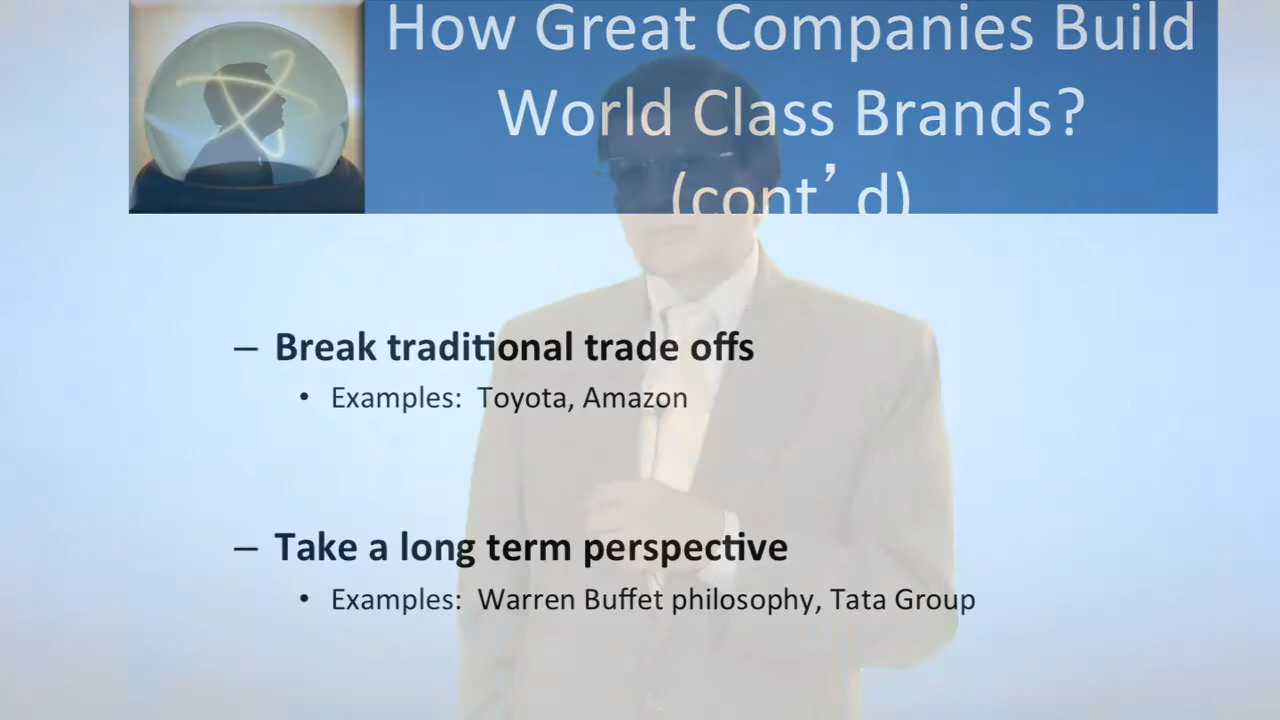 How Great Companies Build
World Class Brands?
(cont’d)
– Break traditional trade offs
• Examples: Toyota, Amazon
– Take a long term perspective
• Examples: Warren Buffet philosophy, Tata Group